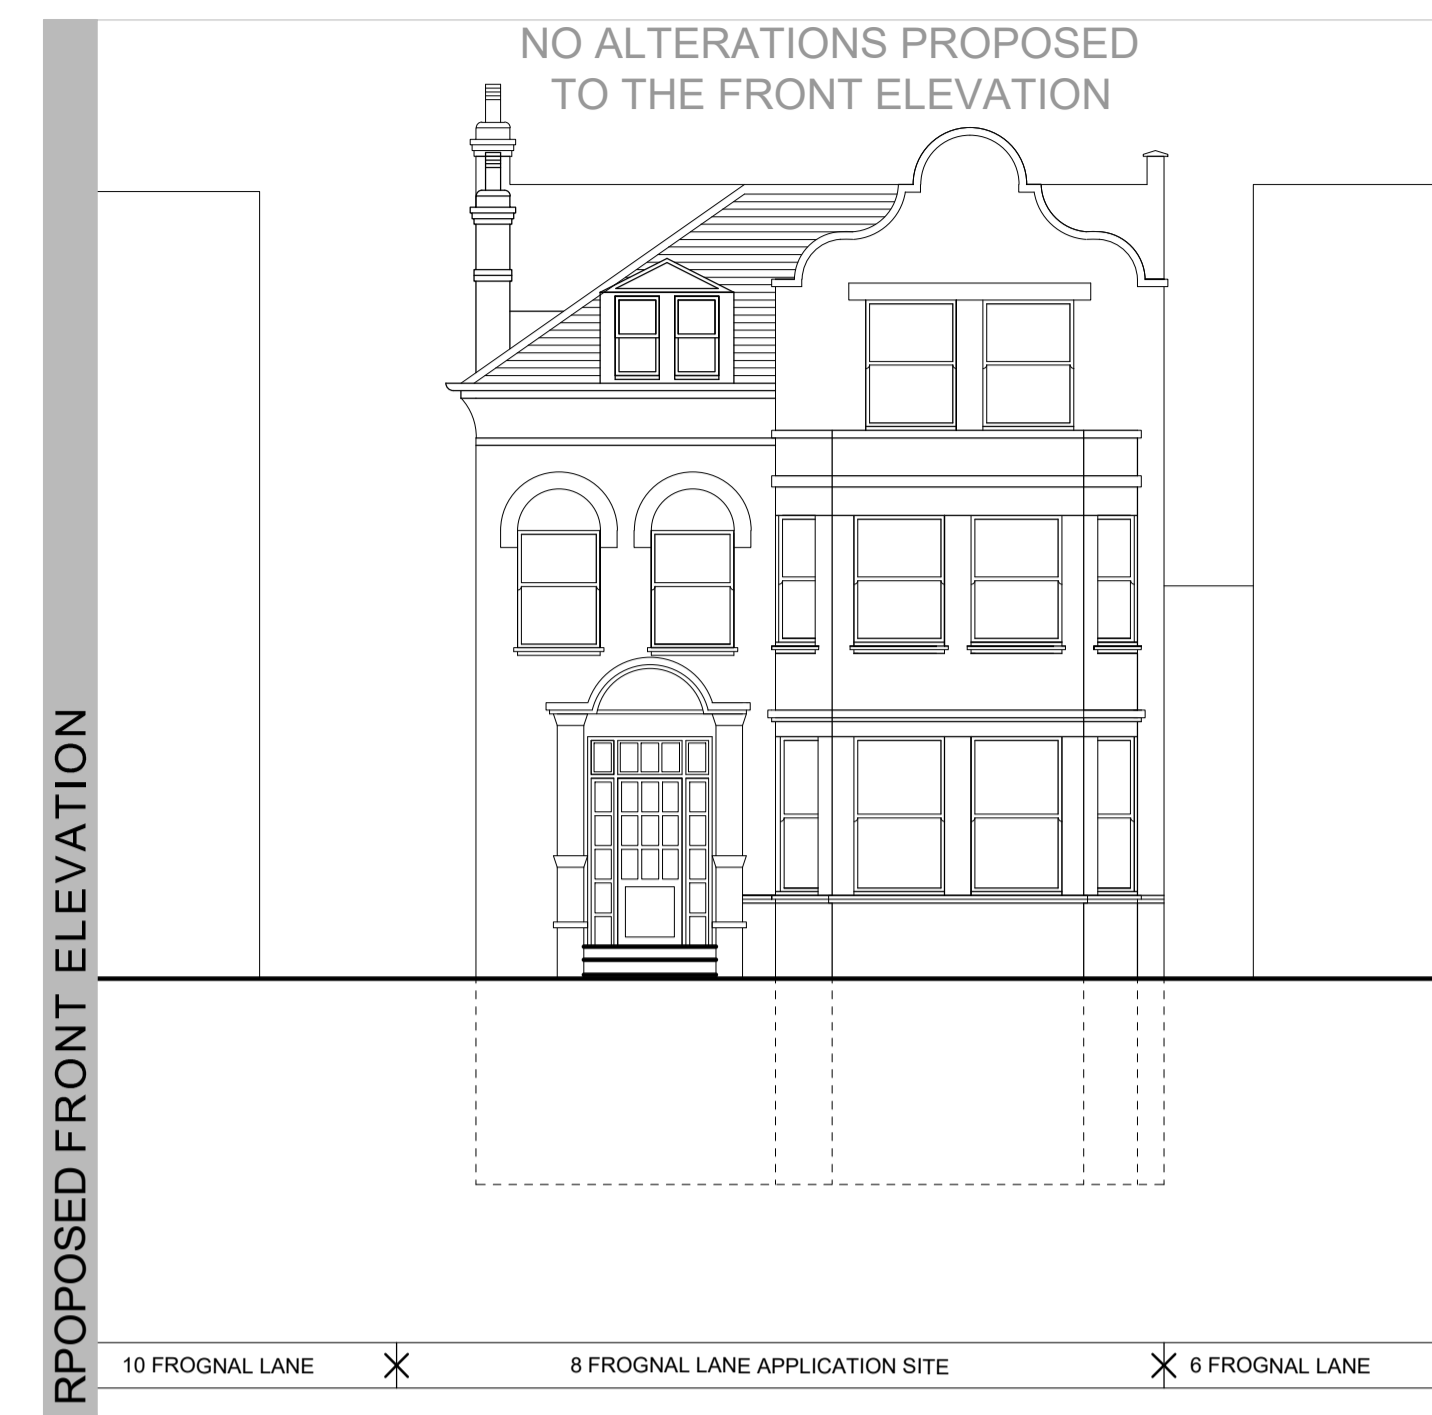 NO ALTERATIONS PROPOSED
TO THE FRONT ELEVATION
RPOPOSED FRONT ELEVATION
10 FROGNAL LANE
8 FROGNAL LANE APPLICATION SITE
6 FROGNAL LANE